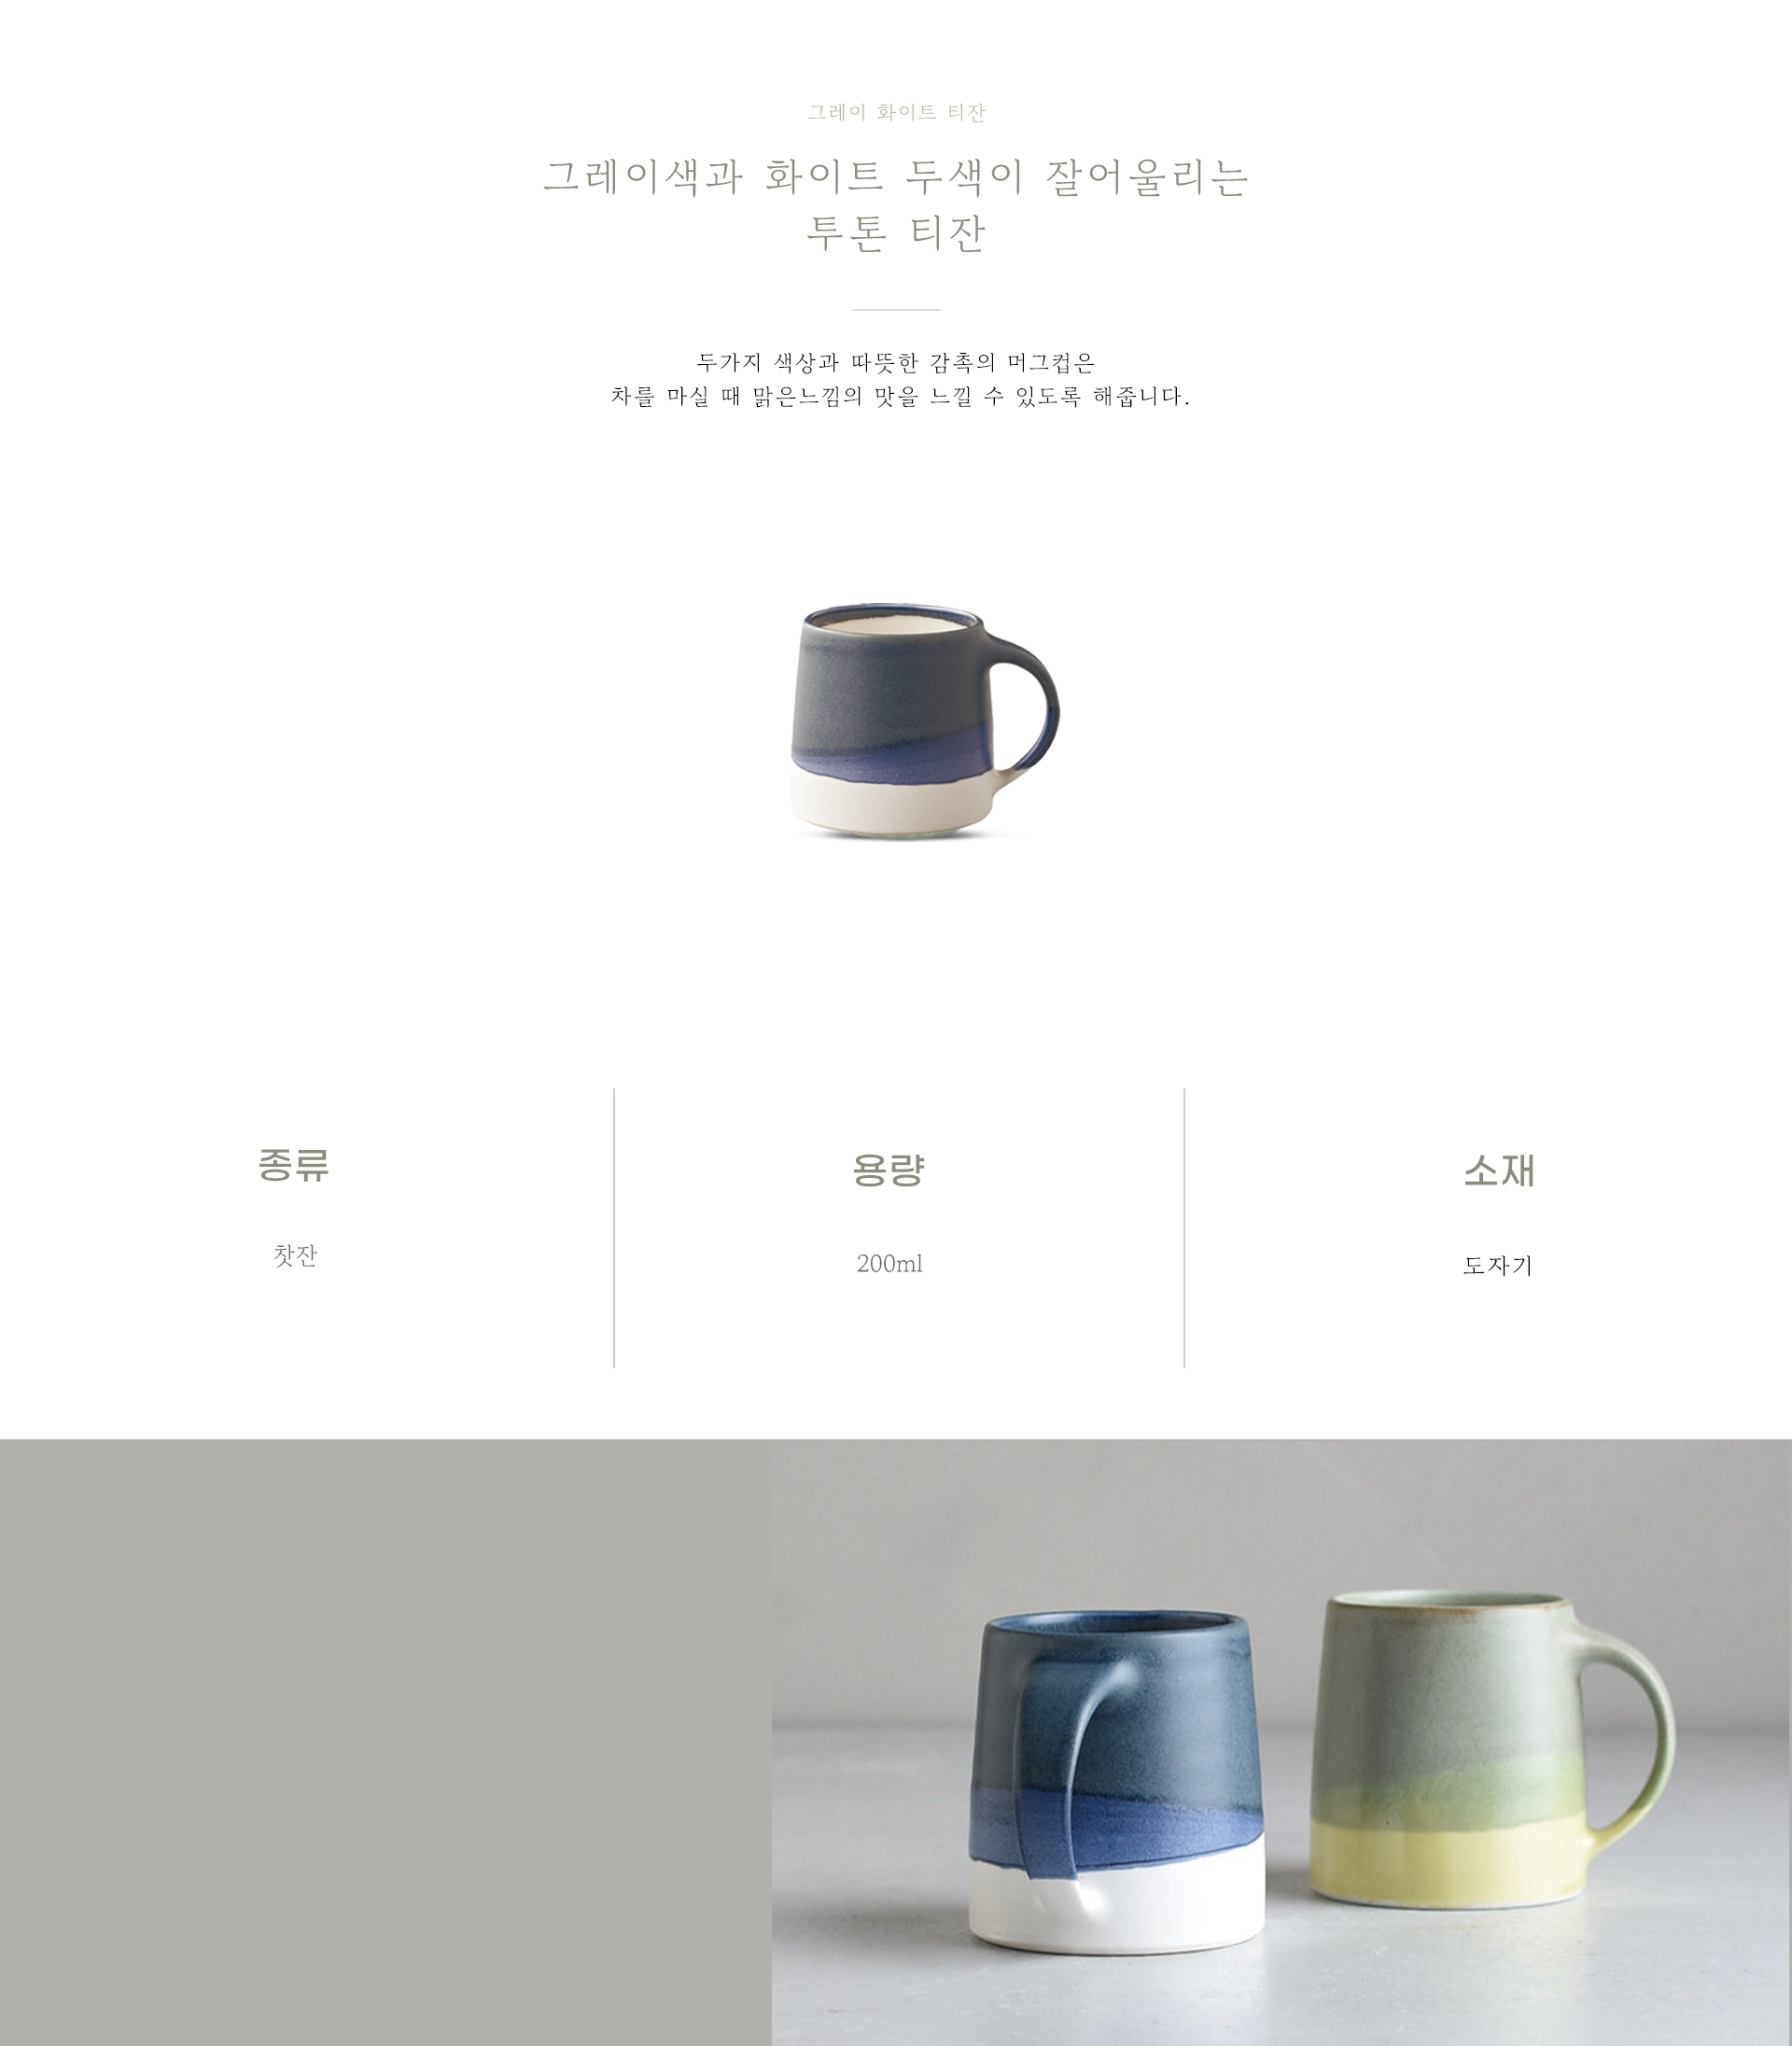 그레이 화이트 티잔
그레이색과 화이트 두색이 잘어울리는
투톤 티잔
두가지 색상과 따뜻한 감촉의 머그컵은
차를 마실 때 맑은느낌의 맛을 느낄 수 있도록 해줍니다.
종류
찻잔
용량
200ml
소재
도자기